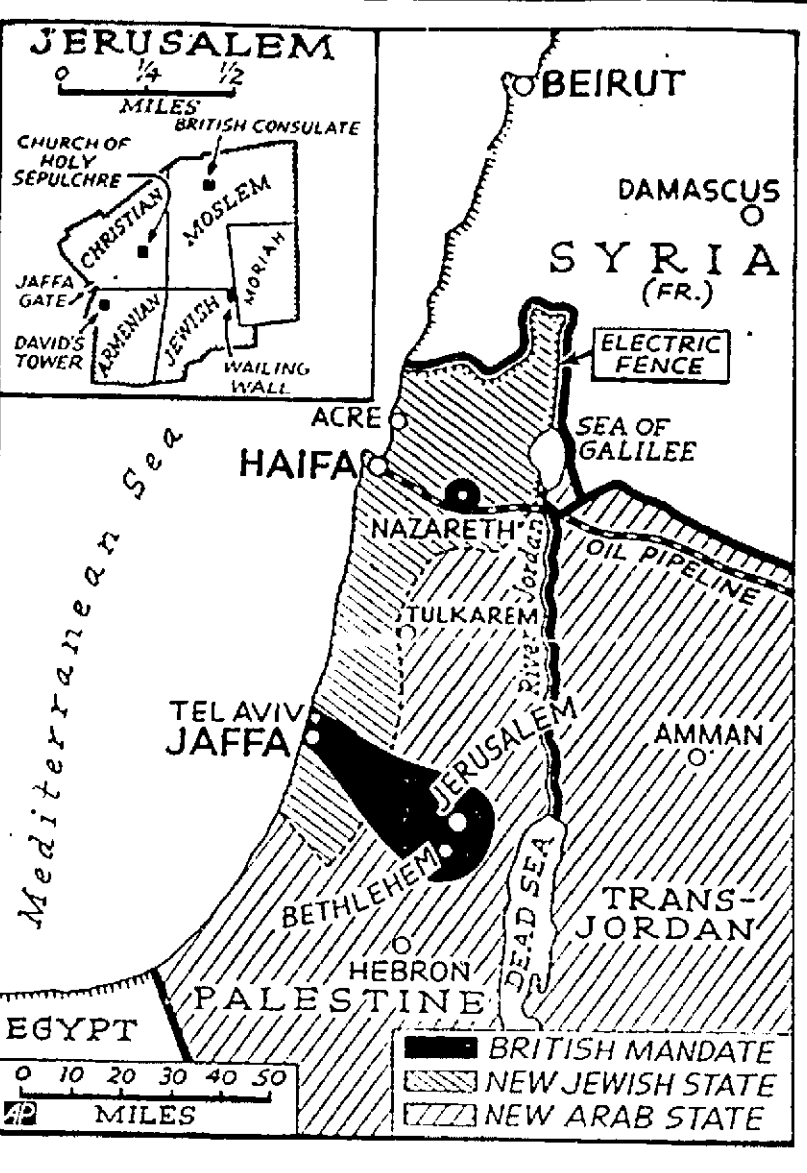 JERUSALEM
0 1/4 1/2
MILES
BRITISH CONSULATE
CHURCH OF
HOLY
SEPULCHRE
CHRISTIAN
MOSLEM
MORIAH
JAFFA
GATE
DAVID'S
TOWER
ARMENIAN
JEWISH
WAILING
WALL
BEIRUT
DAMASCUS
SYRIA
(FR.)
ELECTRIC
FENCE
ACRE
SEA OF
GALILEE
HAIFA
NAZARETH
OIL PIPELINE
River Jordan
TULKAREM
Mediterranean Sea
TEL AVIV
JAFFA
JERUSALEM
AMMAN
BETHLEHEM
DEAD SEA
TRANS-
JORDAN
HEBRON
PALESTINE
EGYPT
0 10 20 30 40 50
MILES
AP
BRITISH MANDATE
NEW JEWISH STATE
NEW ARAB STATE